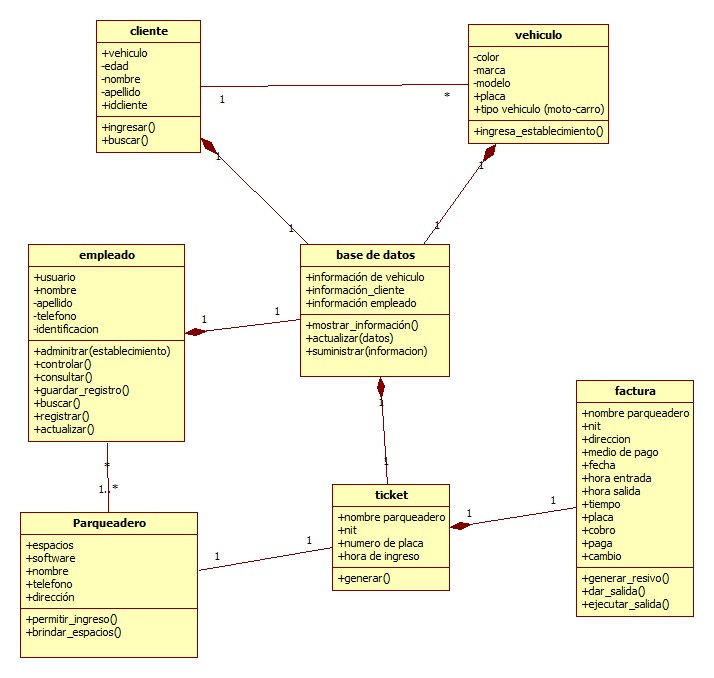 cliente
+vehiculo
-edad
-nombre
-apellido
+idcliente
+ingresar()
+buscar()
1
*
vehiculo
-color
-marca
-modelo
+placa
+tipo vehiculo (moto-carro)
+ingresa_establecimiento()
1
1
1
1
empleado
+usuario
+nombre
-apellido
-telefono
-identificacion
+adminitrar(establecimiento)
+controlar()
+consultar()
+guardar_registro()
+buscar()
+registrar()
+actualizar()
1
1
base de datos
+información de vehiculo
+información_cliente
+información empleado
+mostrar_información()
+actualizar(datos)
+suministrar(informacion)
1
1
*
1..*
factura
+nombre parqueadero
+nit
+direccion
+medio de pago
+fecha
+hora entrada
+hora salida
+tiempo
+placa
+cobro
+paga
+cambio
+generar_resivo()
+dar_salida()
+ejecutar_salida()
ticket
+nombre parqueadero
+nit
+numero de placa
+hora de ingreso
+generar()
1
1
Parqueadero
+espacios
+software
+nombre
+telefono
+dirección
+permitir_ingreso()
+brindar_espacios()
1
1